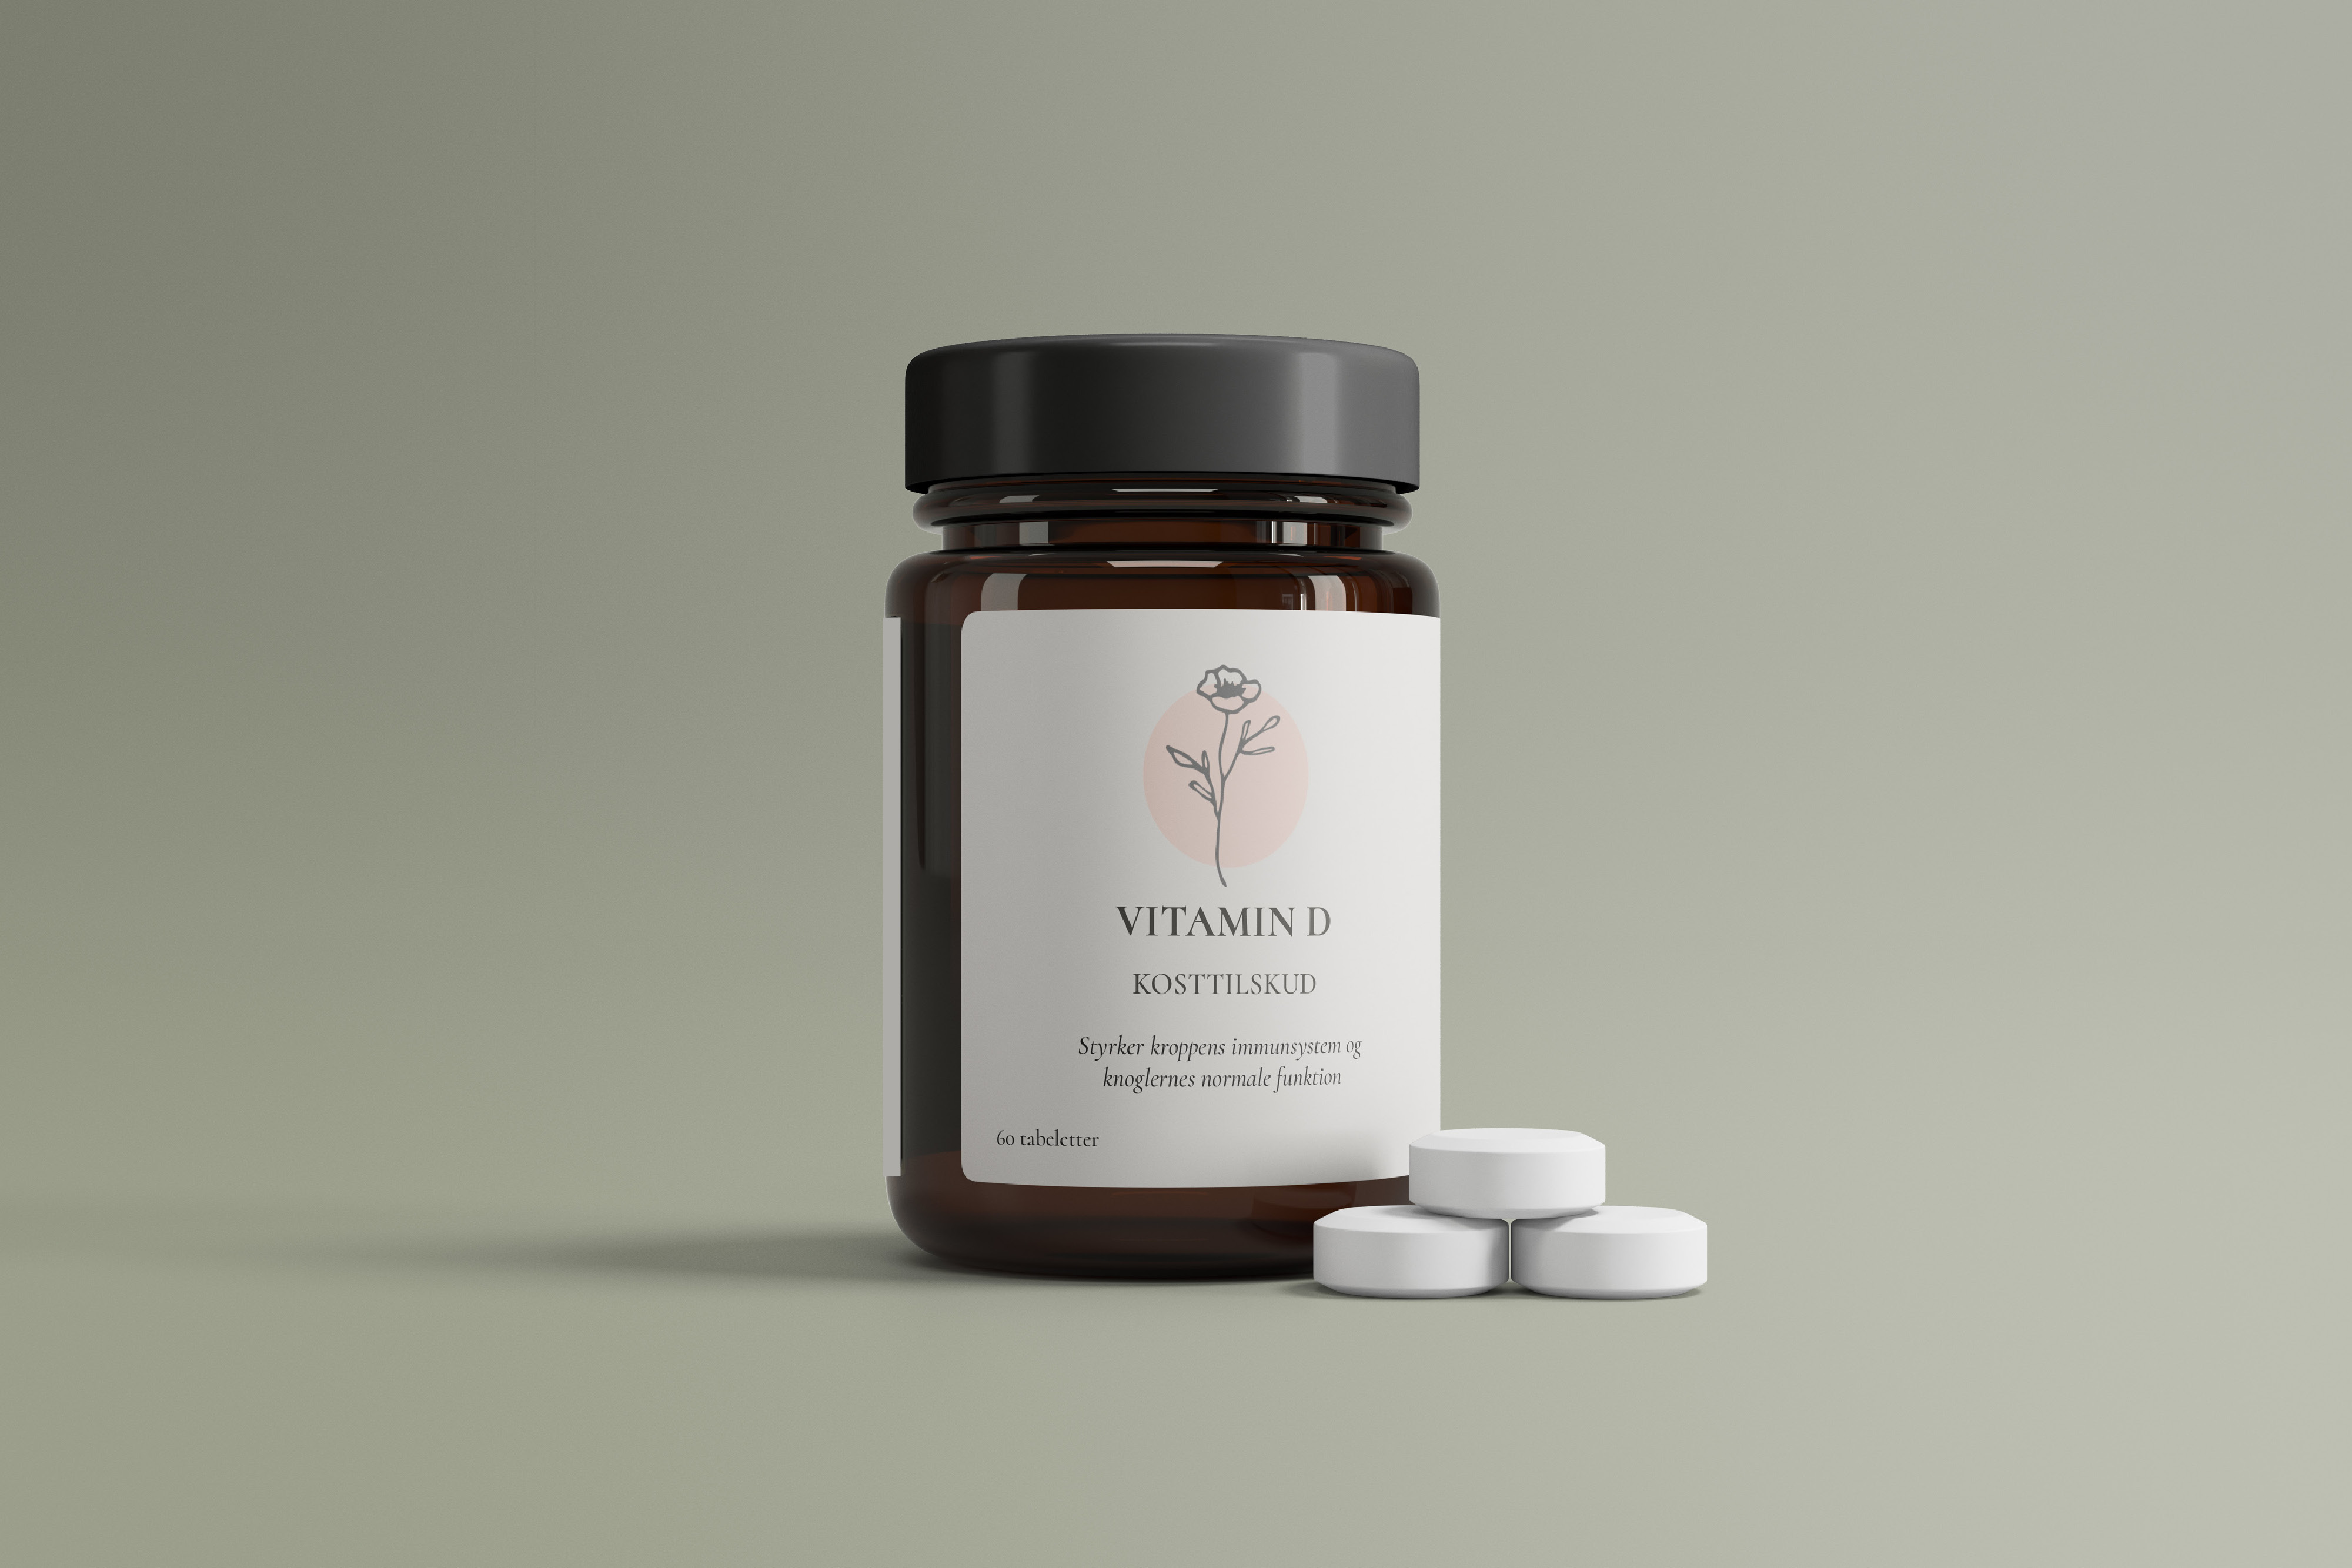 VITAMIN D
KOSTTILSKUD
Styrker kroppens immunsystem og
knoglernes normale funktion
60 tabeletter